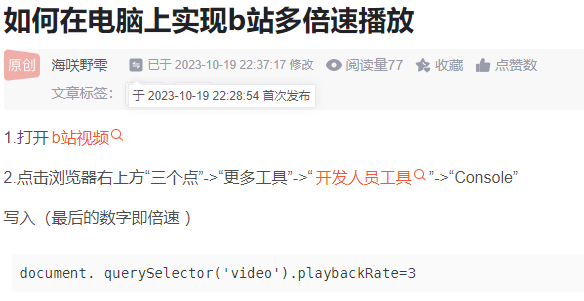 如何在电脑上实现b站多倍速播放
原创 海咲野雫 已于 2023-10-19 22:37:17 修改 阅读量77 收藏 点赞数
文章标签： 于 2023-10-19 22:28:54 首次发布
1.打开 b站视频
2.点击浏览器右上方“三个点”->“更多工具”->“ 开发人员工具 ”->“Console”
写入（最后的数字即倍速 ）
document. querySelector('video').playbackRate=3